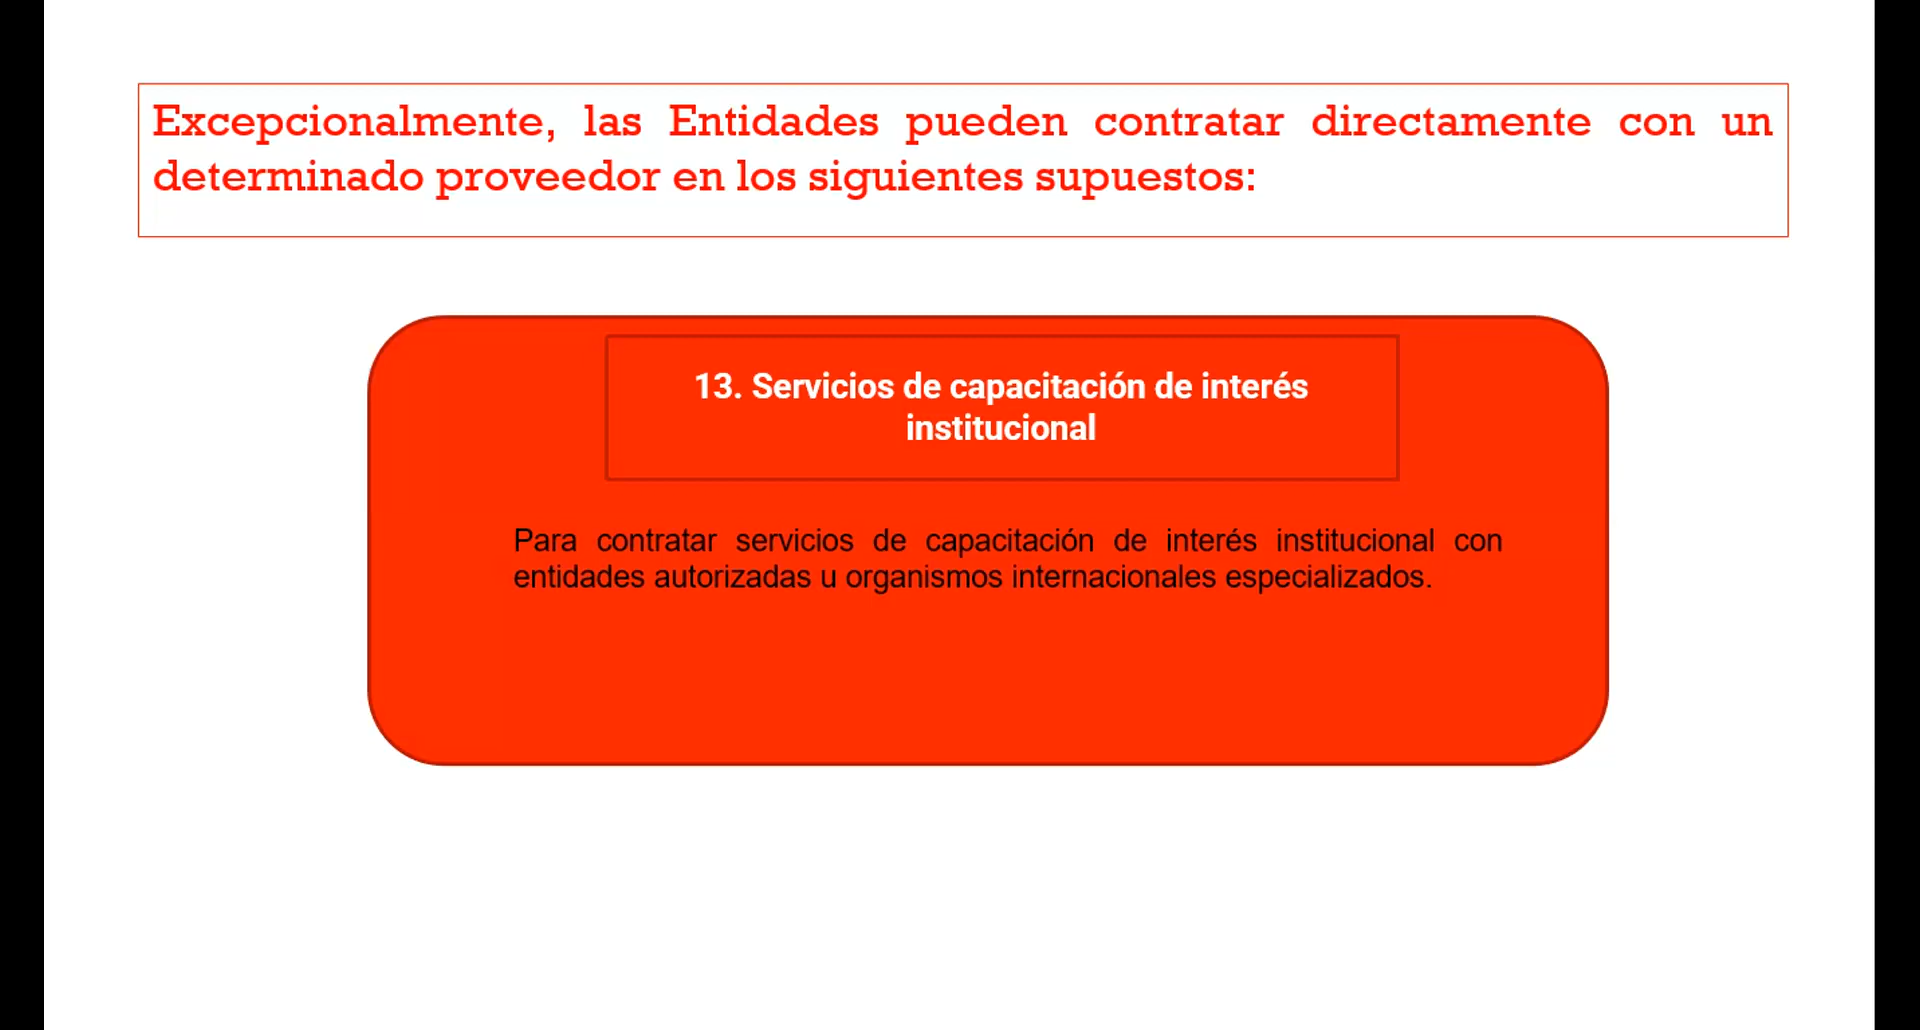 Excepcionalmente, las Entidades pueden contratar directamente con un
determinado proveedor en los siguientes supuestos:
13. Servicios de capacitación de interés
institucional
Para contratar servicios de capacitación de interés institucional con
entidades autorizadas u organismos internacionales especializados.